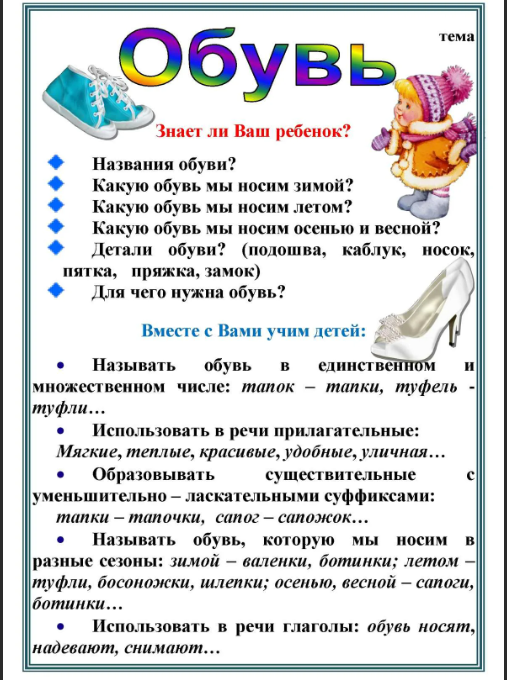 тема
Обувь
Знает ли Ваш ребенок?
Названия обуви?
Какую обувь мы носим зимой?
Какую обувь мы носим летом?
Какую обувь мы носим осенью и весной?
Детали обуви? (подошва, каблук, носок,
пятка, пряжка, замок)
Для чего нужна обувь?
Вместе с Вами учим детей:
• Называть обувь в единственном и
множественном числе: тапок – тапки, туфель -
туфли…
• Использовать в речи прилагательные:
Мягкие, теплые, красивые, удобные, уличная…
• Образовывать существительные с
уменьшительно – ласкательными суффиксами:
тапки – тапочки, сапог – сапожок…
• Называть обувь, которую мы носим в
разные сезоны: зимой – валенки, ботинки; летом –
туфли, босоножки, шлепки; осенью, весной – сапоги,
ботинки…
• Использовать в речи глаголы: обувь носят,
надевают, снимают…